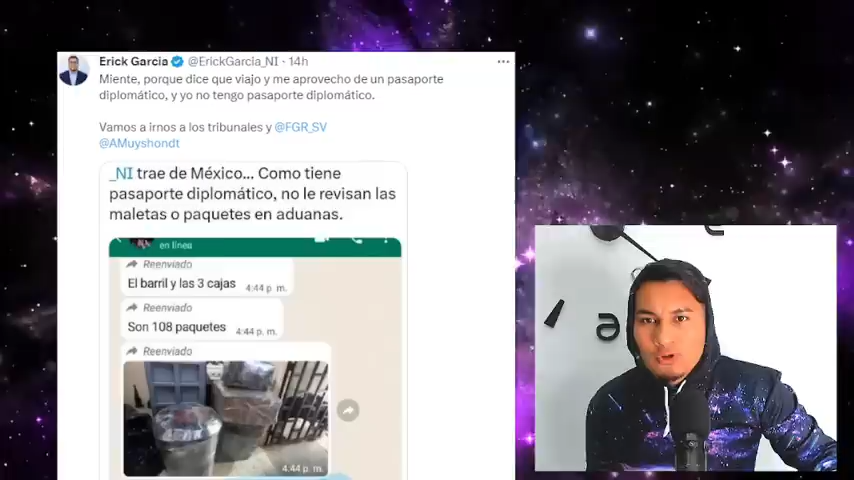 Erick Garcia @ErickGarcia_NI · 14h
Miente, porque dice que viajo y me aprovecho de un pasaporte
diplomático, y yo no tengo pasaporte diplomático.
Vamos a irnos a los tribunales y @FGR_SV
@AMuyshondt
_NI trae de México... Como tiene
pasaporte diplomático, no le revisan las
maletas o paquetes en aduanas.
en línea
Reenviado
El barril y las 3 cajas 4:44 p. m.
Reenviado
Son 108 paquetes 4:44 p. m.
Reenviado
4:44 p. m.
a